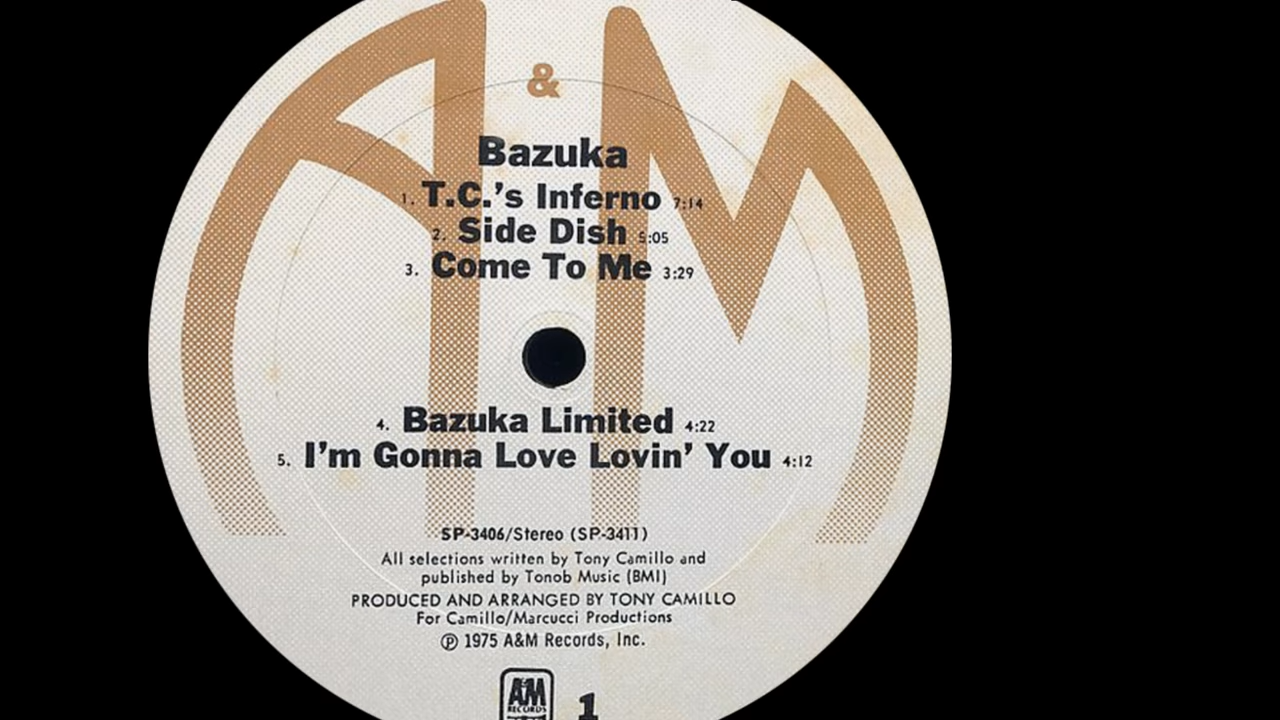 A & M
Bazuka
1. T.C.'s Inferno 7:14
2. Side Dish 5:05
3. Come To Me 3:29
4. Bazuka Limited 4:22
5. I'm Gonna Love Lovin' You 4:12
SP-3406/Stereo (SP-3411)
All selections written by Tony Camillo and
published by Tonob Music (BMI)
PRODUCED AND ARRANGED BY TONY CAMILLO
For Camillo/Marcucci Productions
℗ 1975 A&M Records, Inc.
A&M
RECORDS
1